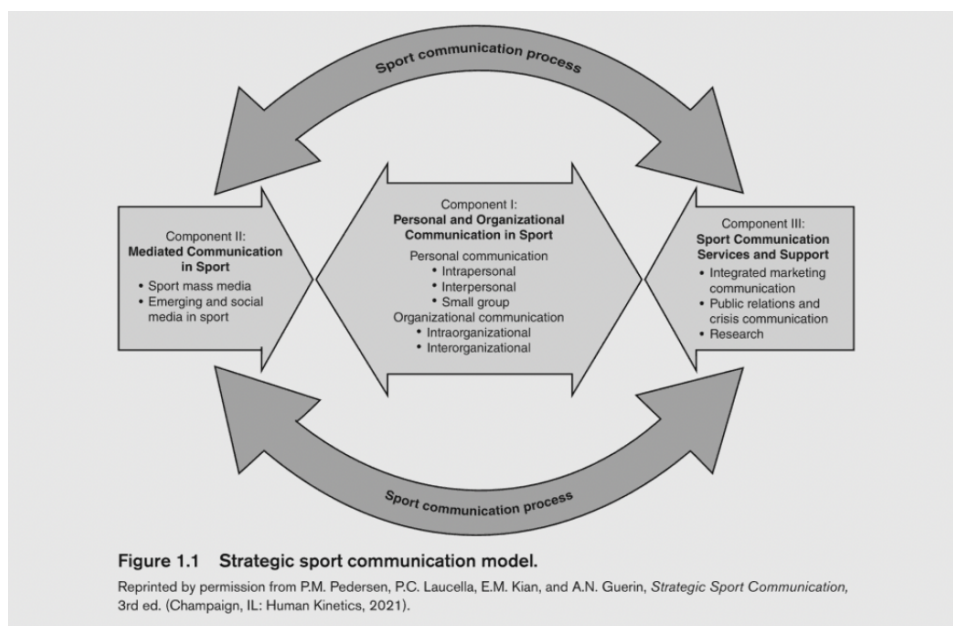 Sport communication process
Component II:
Mediated Communication
in Sport
• Sport mass media
• Emerging and social
media in sport
Component I:
Personal and Organizational
Communication in Sport
Personal communication
• Intrapersonal
• Interpersonal
• Small group
Organizational communication
• Intraorganizational
• Interorganizational
Component III:
Sport Communication
Services and Support
• Integrated marketing
communication
• Public relations and
crisis communication
• Research
Sport communication process
Figure 1.1 Strategic sport communication model.
Reprinted by permission from P.M. Pedersen, P.C. Laucella, E.M. Kian, and A.N. Guerin, Strategic Sport Communication,
3rd ed. (Champaign, IL: Human Kinetics, 2021).